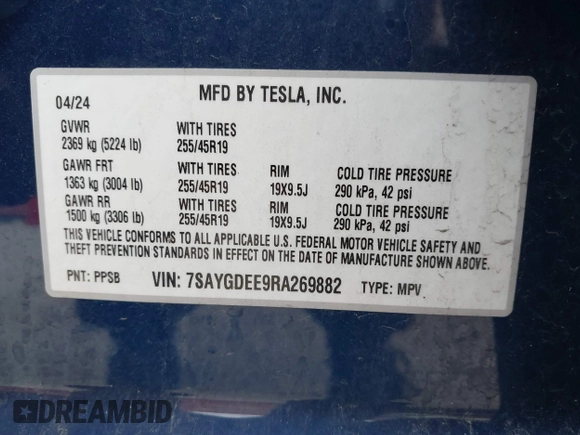 04/24 MFD BY TESLA, INC.
GVWR WITH TIRES
2369 kg (5224 lb) 255/45R19
GAWR FRT WITH TIRES RIM COLD TIRE PRESSURE
1363 kg (3004 lb) 255/45R19 19X9.5J 290 kPa, 42 psi
GAWR RR WITH TIRES RIM COLD TIRE PRESSURE
1500 kg (3306 lb) 255/45R19 19X9.5J 290 kPa, 42 psi
THIS VEHICLE CONFORMS TO ALL APPLICABLE U.S. FEDERAL MOTOR VEHICLE SAFETY AND
THEFT PREVENTION STANDARDS IN EFFECT ON THE DATE OF MANUFACTURE SHOWN ABOVE.
PNT: PPSB VIN: 7SAYGDEE9RA269882 TYPE: MPV
DREAMBID